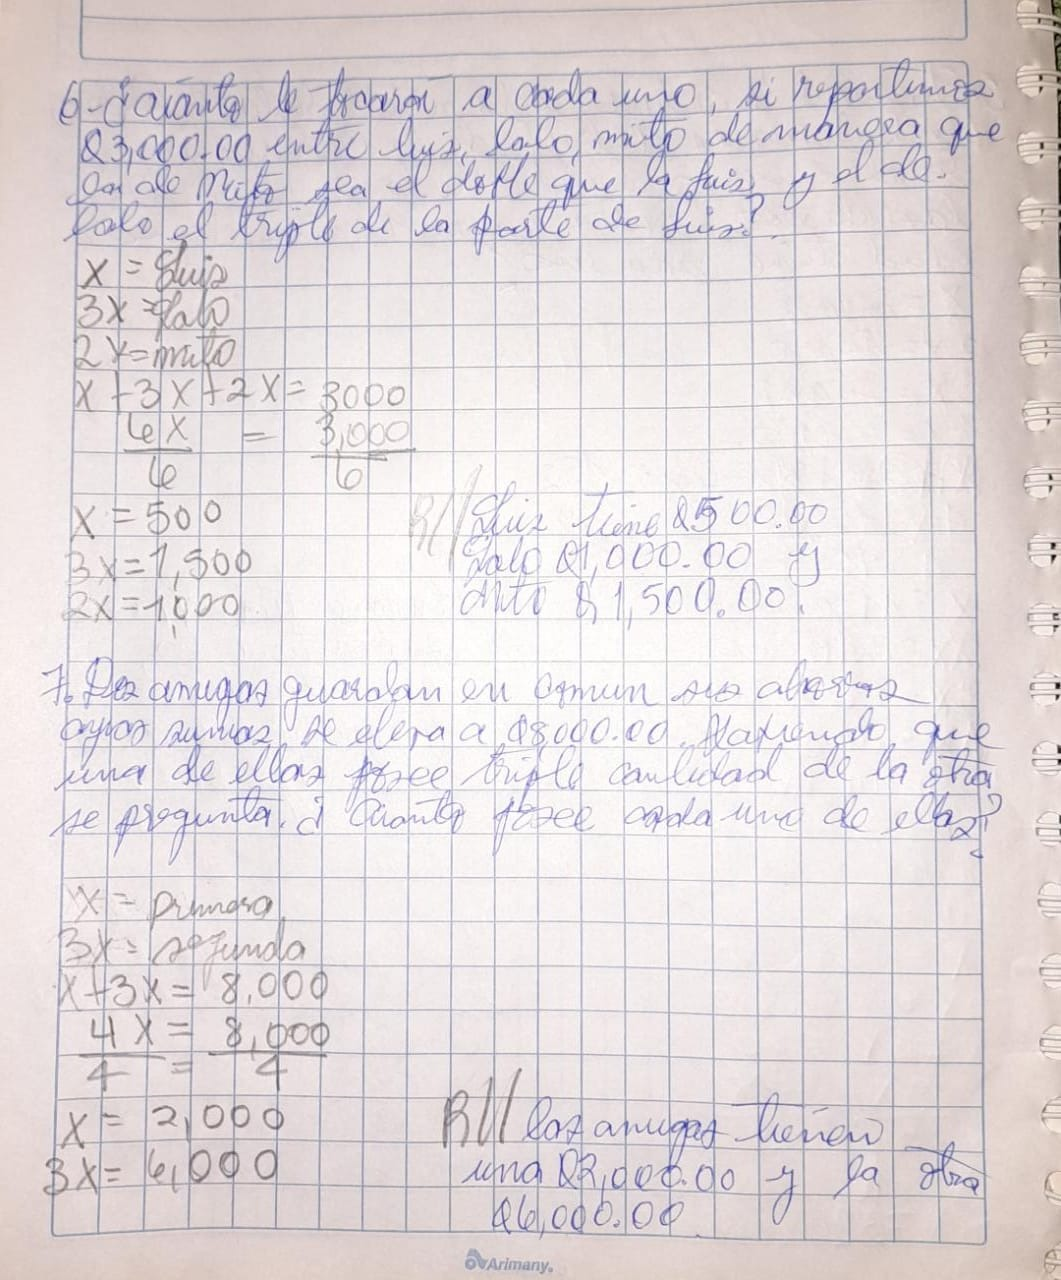 6-¿Cuánto le tocará a cada uno, si repartimos
Q3,000.00 entre luis, lalo, mito de manera que
la de Mito sea el doble que la luis y el de.
lalo el triple de la parte de luis?
x = Luis
3x = lalo
2x = mito
x + 3x + 2x = 3000
6x = 3,000
6 6
x = 500
3x = 1,500
2x = 1,000
R// Luis tiene Q500.00
Lalo Q1,000.00 y
Mito Q1,500.00.
7. Dos amigas guardan en comun sus ahorros
cuyas sumas se eleva a Q8000.00. Sabiendo que
una de ellas posee triple cantidad de la otra
se pregunta. ¿ Cuanto posee cada una de ellas?
x = primera
3x = segunda
x+3x = 8,000
4x = 8,000
4 = 4
x = 2,000
3x = 6,000
R// las amigas tienen
una Q2,000.00 y la otra
Q6,000.00
Arimany.